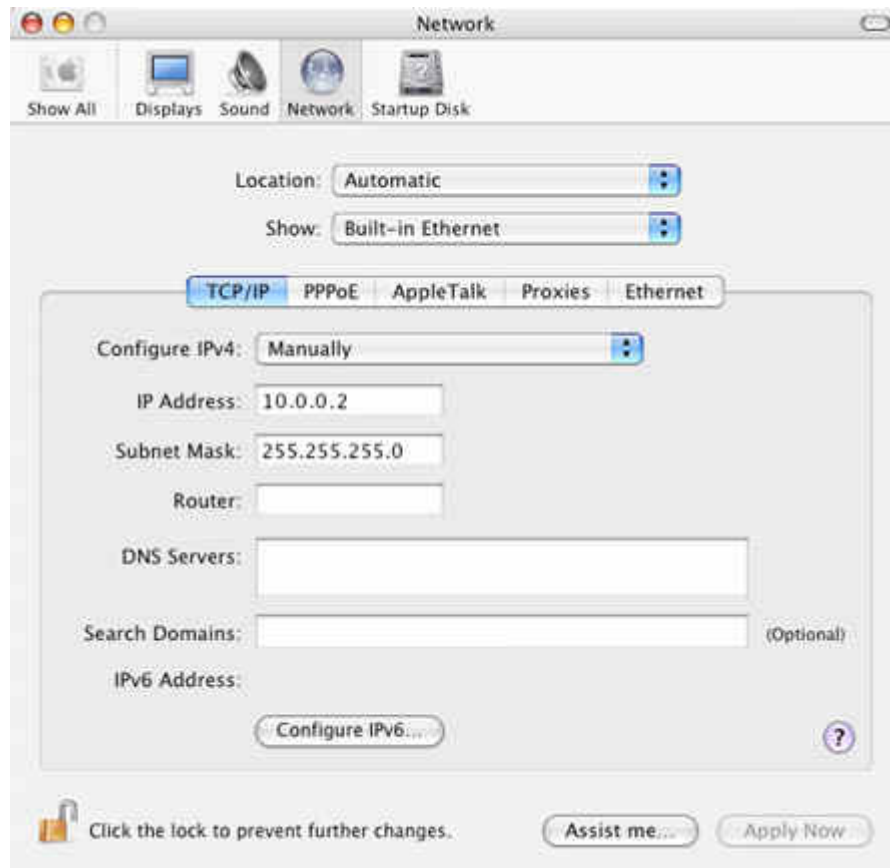 Network
Show All Displays Sound Network Startup Disk
Location: Automatic
Show: Built-in Ethernet
TCP/IP PPPoE AppleTalk Proxies Ethernet
Configure IPv4: Manually
IP Address: 10.0.0.2
Subnet Mask: 255.255.255.0
Router:
DNS Servers:
Search Domains: (Optional)
IPv6 Address:
Configure IPv6...
?
Click the lock to prevent further changes. Assist me... Apply Now